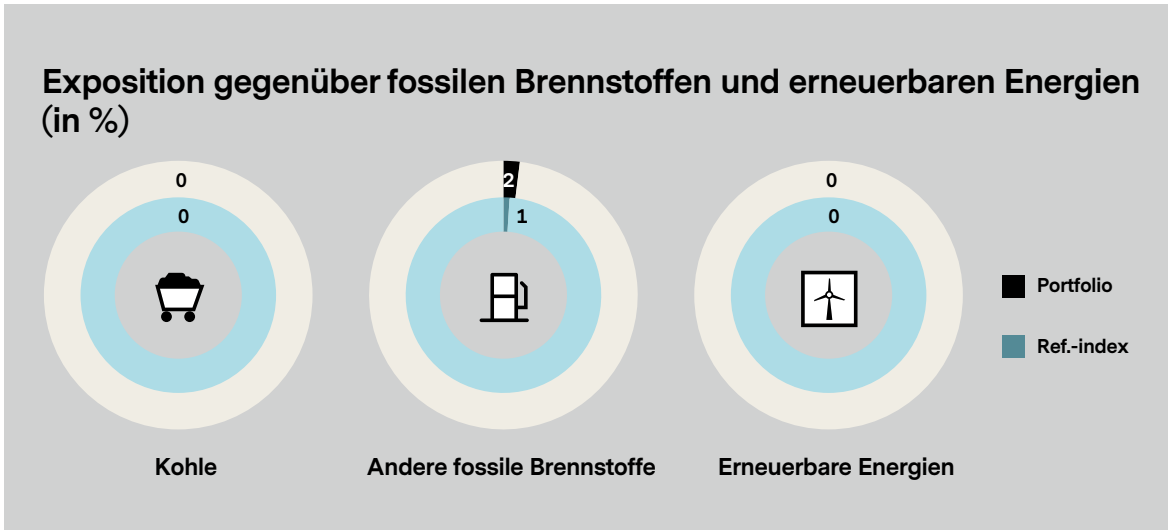 Exposition gegenüber fossilen Brennstoffen und erneuerbaren Energien
(in %)
0
0
2
1
0
0
Portfolio
Ref.-index
Kohle
Andere fossile Brennstoffe
Erneuerbare Energien